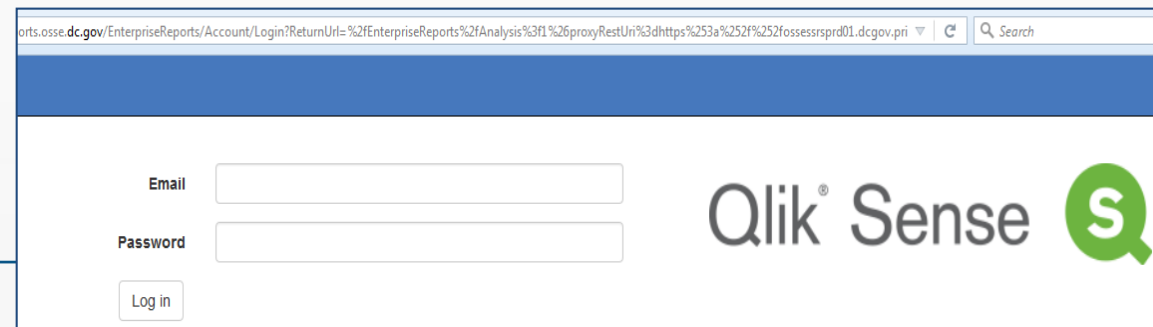 orts.osse.dc.gov/EnterpriseReports/Account/Login?ReturnUrl=%2fEnterpriseReports%2fAnalysis%3f1%26proxyRestUri%3dhttps%253a%252f%252fossessrsprd01.dcgov.pri Search
Email
Password
Log in
Qlik® Sense S